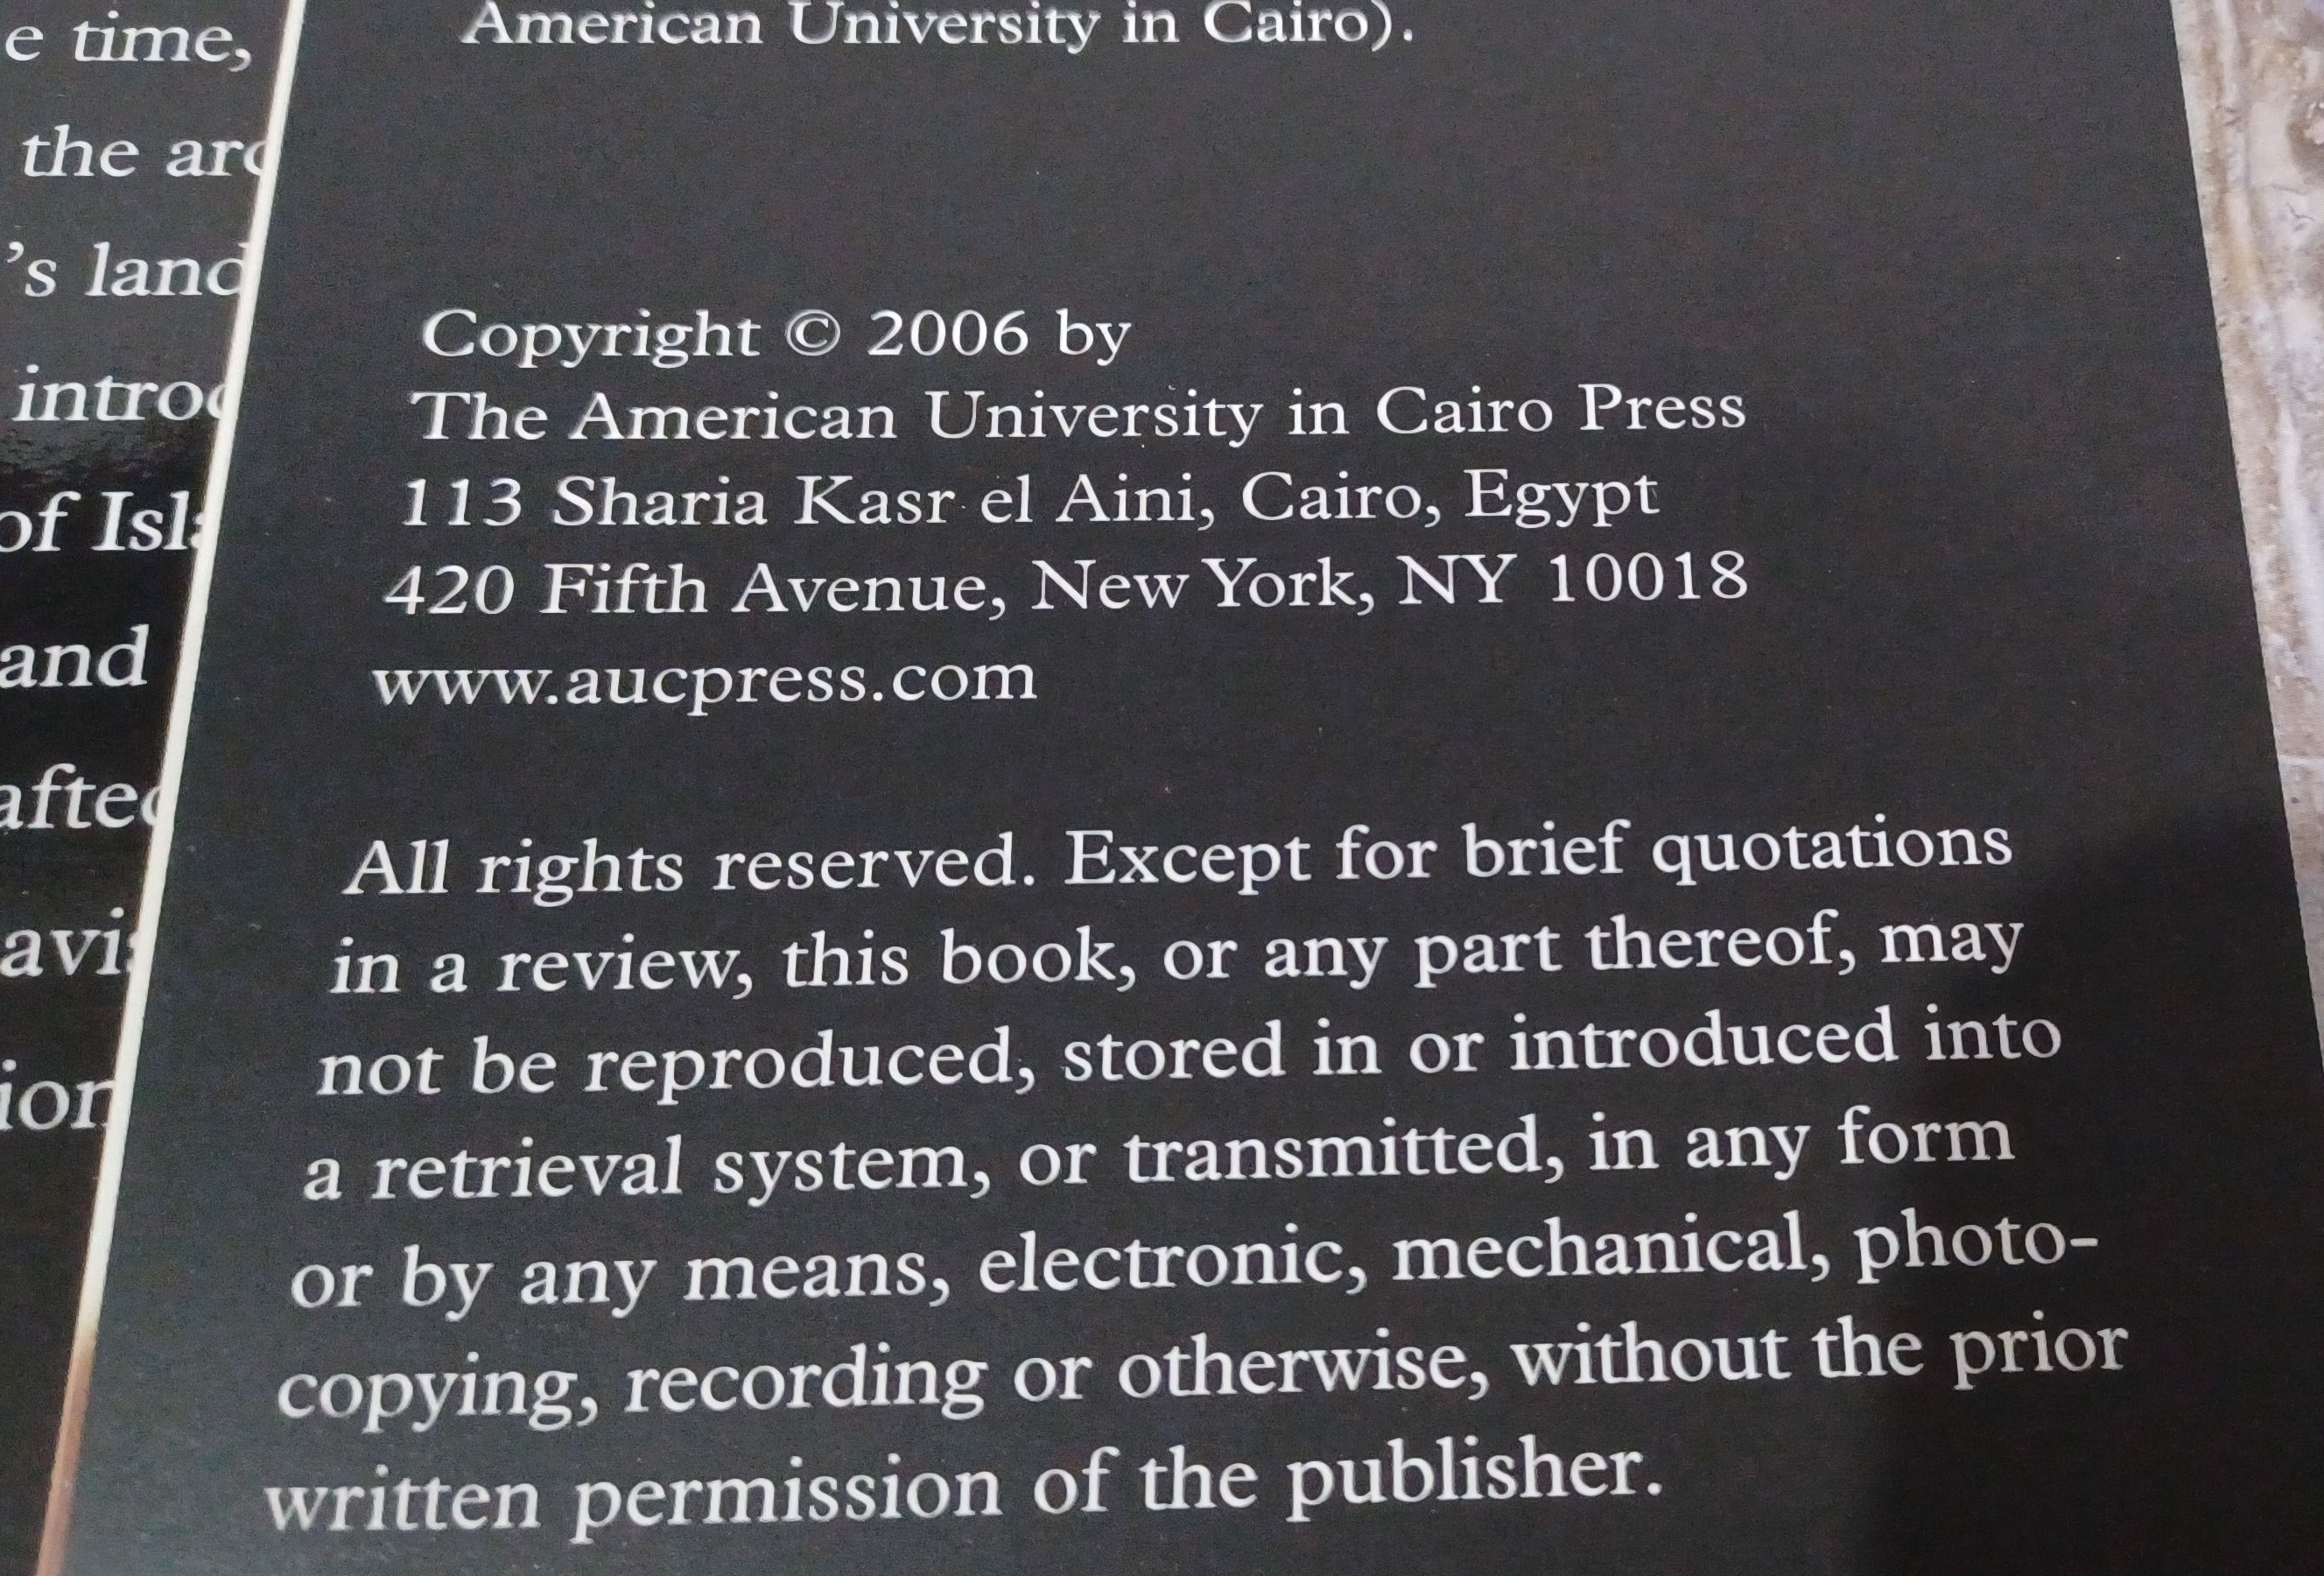 e time,
the
's
of
and
American University in Cairo).
Copyright © 2006 by
The American University in Cairo Press
113 Sharia Kasr el Aini, Cairo, Egypt
420 Fifth Avenue, New York, NY 10018
www.aucpress.com
All rights reserved. Except for brief quotations
in a review, this book, or any part thereof, may
not be reproduced, stored in or introduced into
a retrieval system, or transmitted, in any form
or by any means, electronic, mechanical, photo-
copying, recording or otherwise, without the prior
written permission of the publisher.